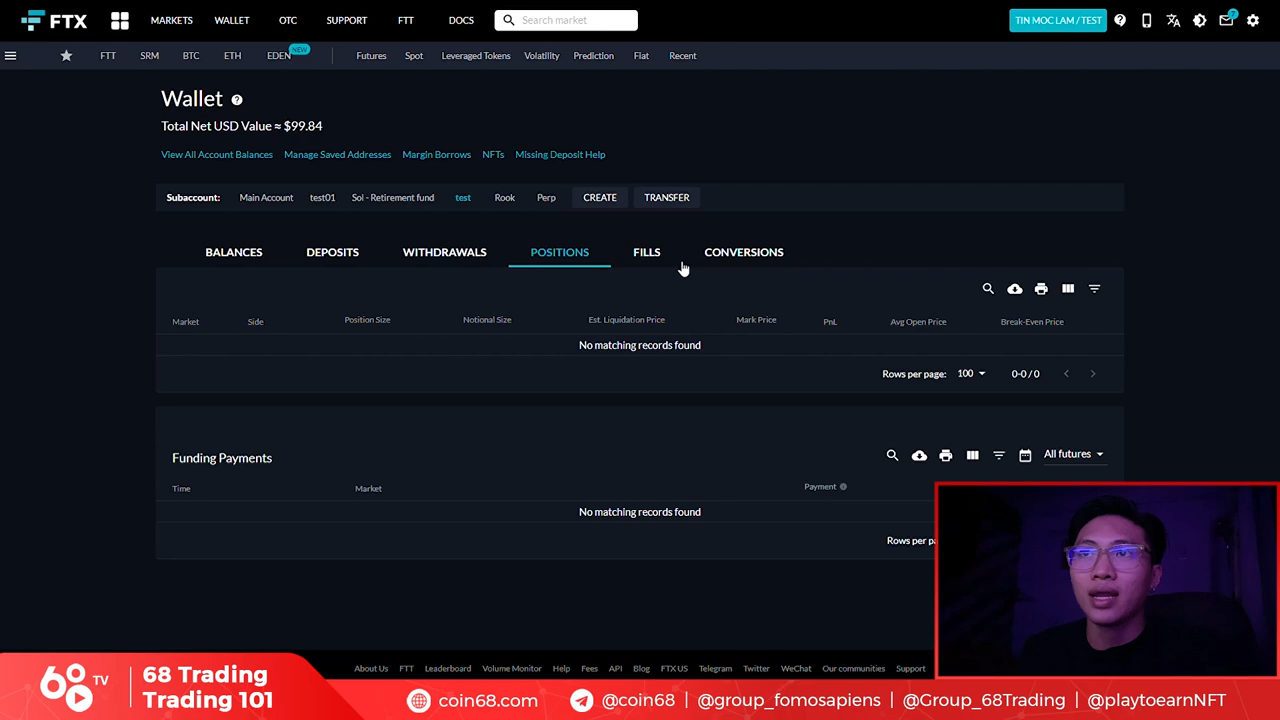 FTX MARKETS WALLET OTC SUPPORT FTT DOCS Search market TIN MOC LAM / TEST
FTT SRM BTC ETH EDEN NEW Futures Spot Leveraged Tokens Volatility Prediction Fiat Recent
Wallet
Total Net USD Value ≈ $99.84
View All Account Balances Manage Saved Addresses Margin Borrows NFTs Missing Deposit Help
Subaccount: Main Account test01 Sol - Retirement fund test Rook Perp CREATE TRANSFER
BALANCES DEPOSITS WITHDRAWALS POSITIONS FILLS CONVERSIONS
Market Side Position Size Notional Size Est. Liquidation Price Mark Price PnL Avg Open Price Break-Even Price
No matching records found
Rows per page: 100 0-0 / 0
Funding Payments All futures
Time Market Payment
No matching records found
Rows per pa
About Us FTT Leaderboard Volume Monitor Help Fees API Blog FTX US Telegram Twitter WeChat Our communities Support
68 TV 68 Trading
Trading 101
coin68.com @coin68 | @group_fomosapiens | @Group_68Trading | @playtoearnNFT